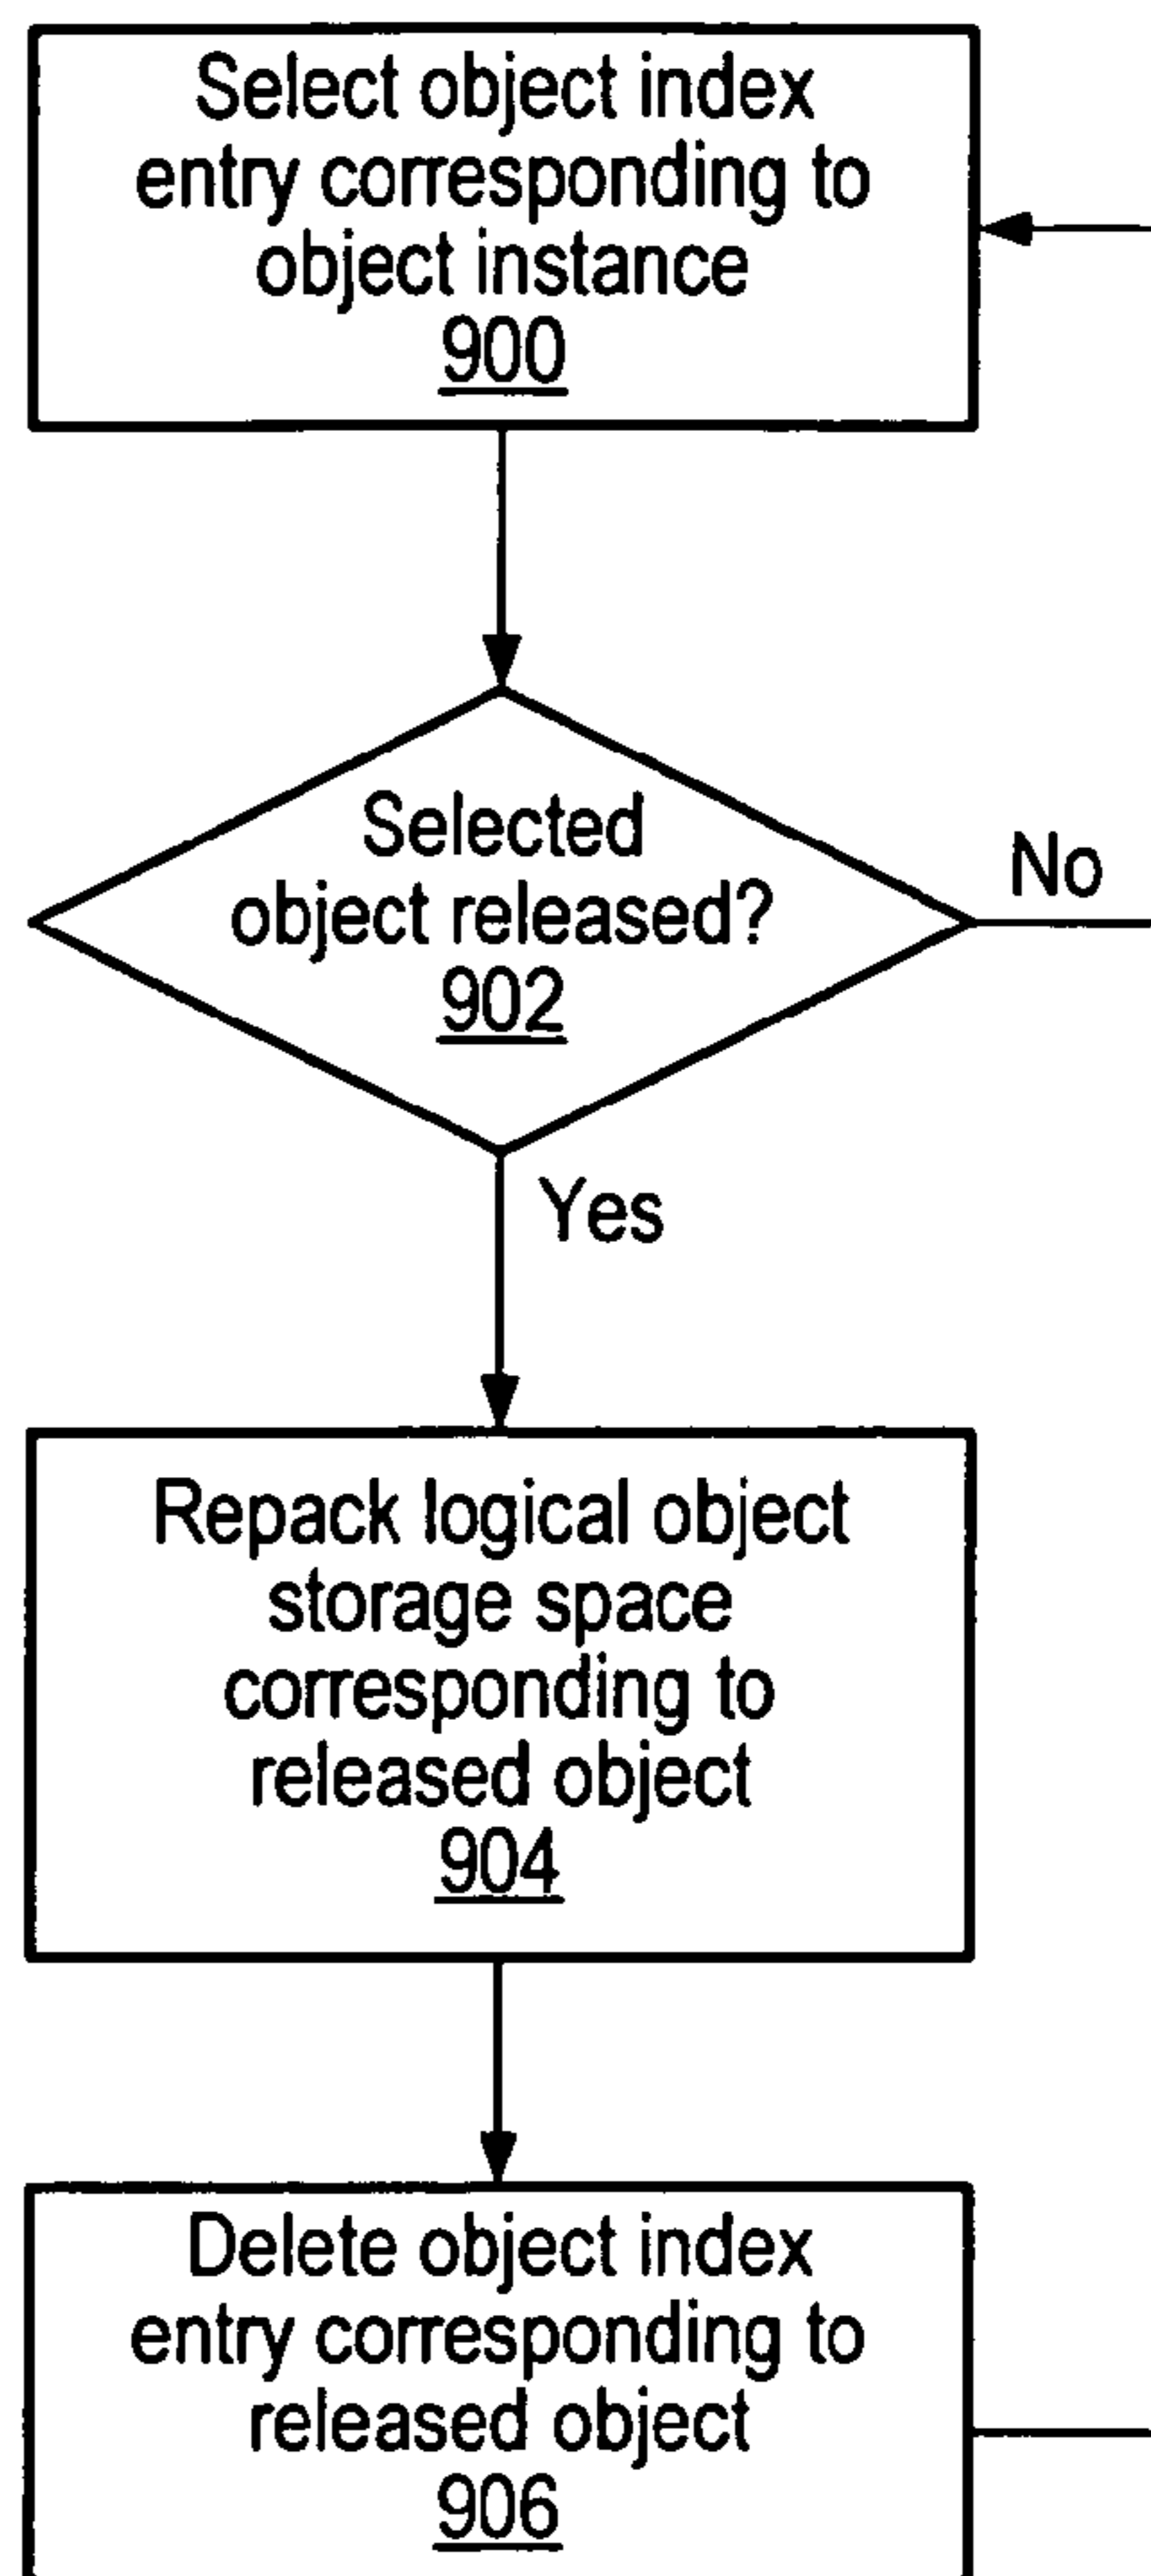 Select object index
entry corresponding to
object instance
900
Selected
object released?
902
No
Yes
Repack logical object
storage space
corresponding to
released object
904
Delete object index
entry corresponding to
released object
906